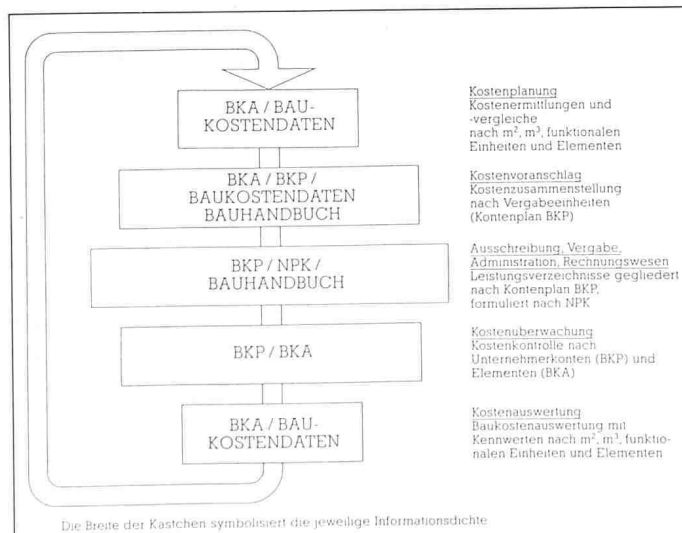 BKA / BAU-
KOSTENDATEN
Kostenplanung
Kostenermittlungen und
-vergleiche
nach m², m³, funktionalen
Einheiten und Elementen
BKA / BKP /
BAUKOSTENDATEN
BAUHANDBUCH
Kostenvoranschlag
Kostenzusammenstellung
nach Vergabeeinheiten
(Kontenplan BKP)
BKP / NPK /
BAUHANDBUCH
Ausschreibung, Vergabe,
Administration, Rechnungswesen
Leistungsverzeichnisse gegliedert
nach Kontenplan BKP,
formuliert nach NPK
BKP / BKA
Kostenüberwachung
Kostenkontrolle nach
Unternehmerkonten (BKP) und
Elementen (BKA)
BKA / BAU-
KOSTENDATEN
Kostenauswertung
Baukostenauswertung mit
Kennwerten nach m², m³, funktio-
nalen Einheiten und Elementen
Die Breite der Kästchen symbolisiert die jeweilige Informationsdichte